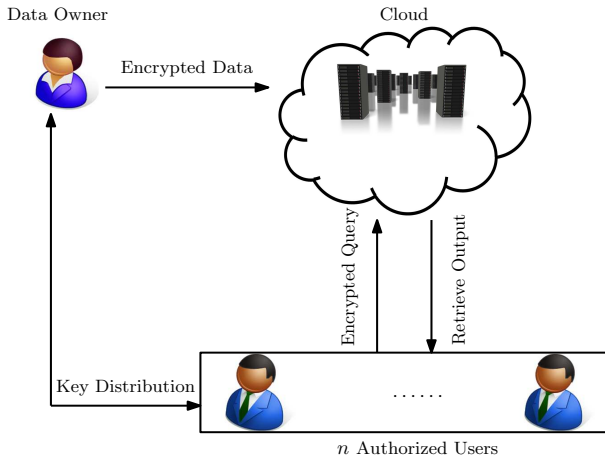 Data Owner
Cloud
Encrypted Data
Encrypted Query
Retrieve Output
Key Distribution
......
n Authorized Users